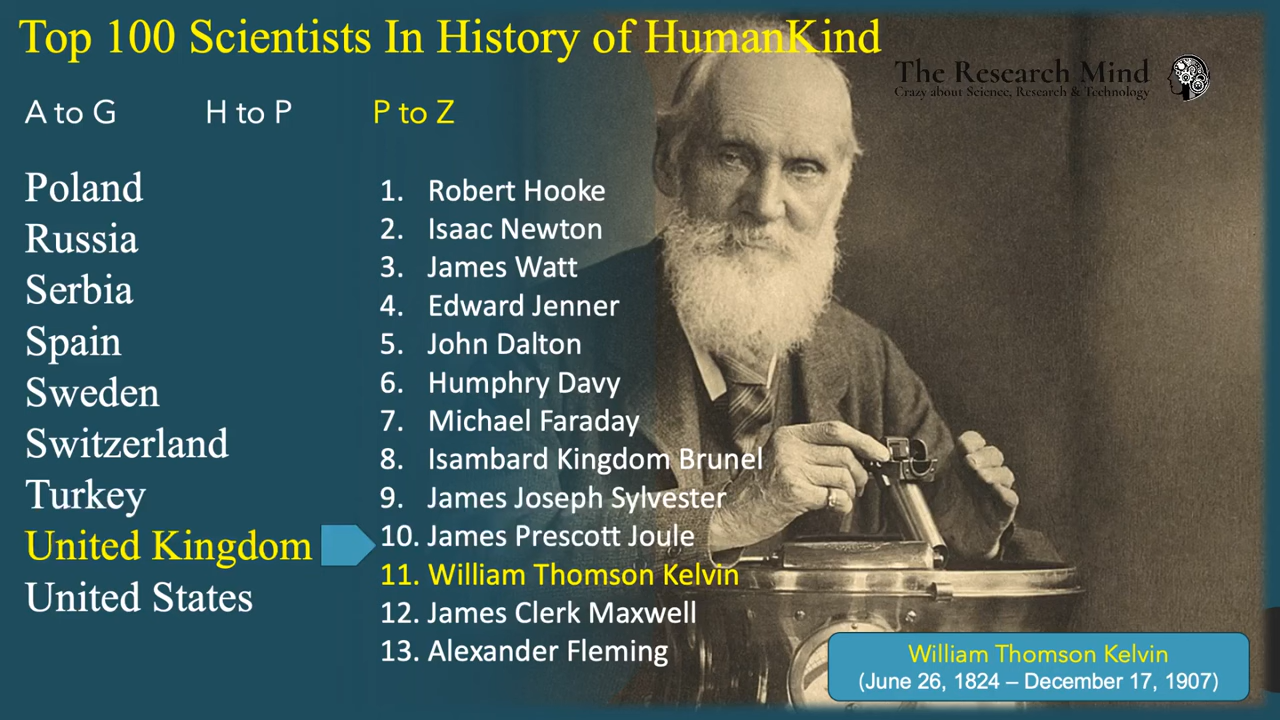 Top 100 Scientists In History of HumanKind
The Research Mind
Crazy about Science, Research & Technology
A to G
H to P
P to Z
Poland
Russia
Serbia
Spain
Sweden
Switzerland
Turkey
United Kingdom
United States
1. Robert Hooke
2. Isaac Newton
3. James Watt
4. Edward Jenner
5. John Dalton
6. Humphry Davy
7. Michael Faraday
8. Isambard Kingdom Brunel
9. James Joseph Sylvester
10. James Prescott Joule
11. William Thomson Kelvin
12. James Clerk Maxwell
13. Alexander Fleming
William Thomson Kelvin
(June 26, 1824 – December 17, 1907)